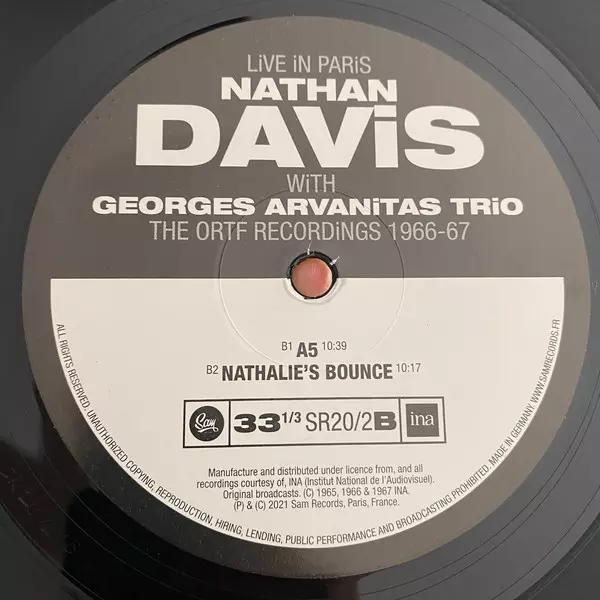 LiVE iN PARiS
NATHAN
DAViS
WiTH
GEORGES ARVANiTAS TRiO
THE ORTF RECORDiNGS 1966-67
B1 A5 10:39
B2 NATHALIE'S BOUNCE 10:17
Sam 33 1/3 SR20/2B ina
Manufacture and distributed under licence from, and all
recordings courtesy of, INA (Institut National de l'Audiovisuel).
Original broadcasts. (C) 1965, 1966 & 1967 INA.
(P) & (C) 2021 Sam Records, Paris, France.
ALL RIGHTS RESERVED. UNAUTHORIZED COPYING, REPRODUCTION, HIRING, LENDING, PUBLIC PERFORMANCE AND BROADCASTING PROHIBITED. MADE IN GERMANY. WWW.SAMRECORDS.FR